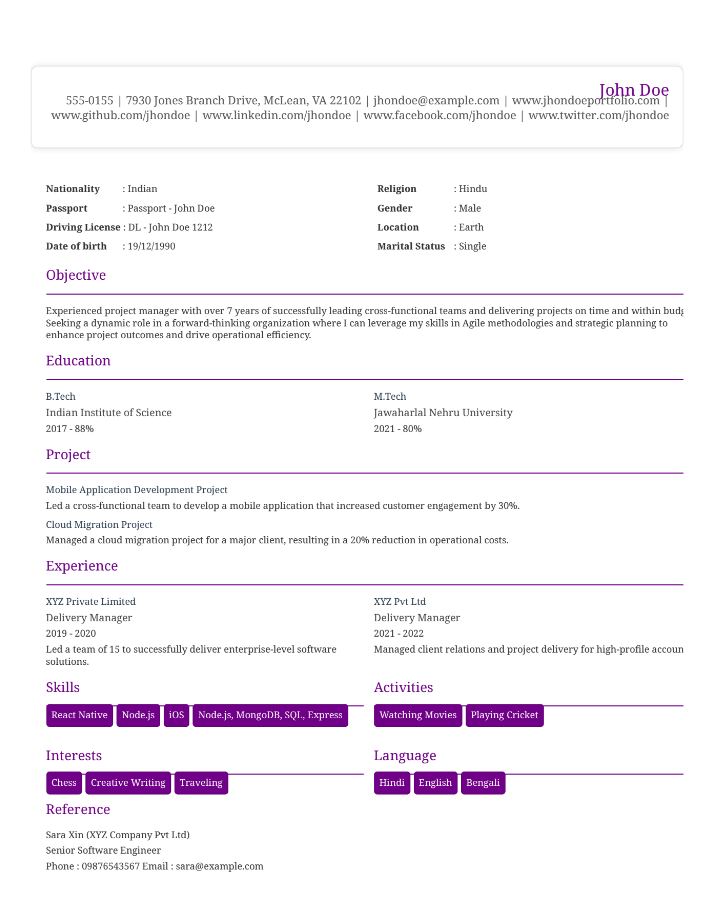 John Doe
555-0155 | 7930 Jones Branch Drive, McLean, VA 22102 | jhondoe@example.com | www.jhondoeportfolio.com |
www.github.com/jhondoe | www.linkedin.com/jhondoe | www.facebook.com/jhondoe | www.twitter.com/jhondoe
Nationality : Indian
Passport : Passport - John Doe
Driving License : DL - John Doe 1212
Date of birth : 19/12/1990
Religion : Hindu
Gender : Male
Location : Earth
Marital Status : Single
Objective
Experienced project manager with over 7 years of successfully leading cross-functional teams and delivering projects on time and within budg
Seeking a dynamic role in a forward-thinking organization where I can leverage my skills in Agile methodologies and strategic planning to
enhance project outcomes and drive operational efficiency.
Education
B.Tech
Indian Institute of Science
2017 - 88%
M.Tech
Jawaharlal Nehru University
2021 - 80%
Project
Mobile Application Development Project
Led a cross-functional team to develop a mobile application that increased customer engagement by 30%.
Cloud Migration Project
Managed a cloud migration project for a major client, resulting in a 20% reduction in operational costs.
Experience
XYZ Private Limited
Delivery Manager
2019 - 2020
Led a team of 15 to successfully deliver enterprise-level software
solutions.
XYZ Pvt Ltd
Delivery Manager
2021 - 2022
Managed client relations and project delivery for high-profile accoun
Skills
React Native Node.js iOS Node.js, MongoDB, SQL, Express
Activities
Watching Movies Playing Cricket
Interests
Chess Creative Writing Traveling
Language
Hindi English Bengali
Reference
Sara Xin (XYZ Company Pvt Ltd)
Senior Software Engineer
Phone : 09876543567 Email : sara@example.com